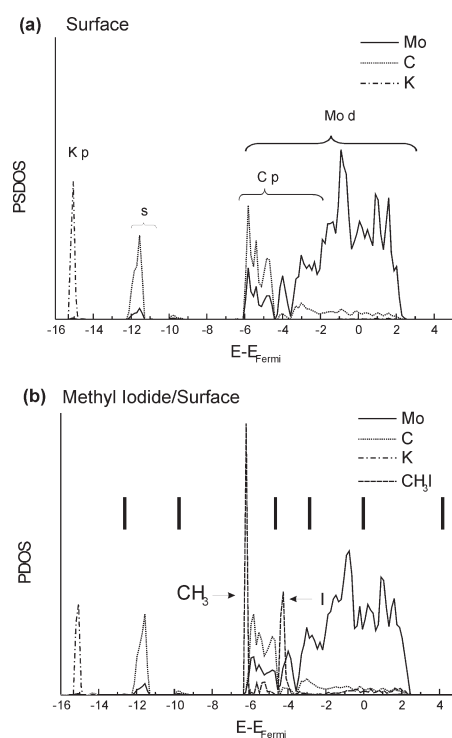 (a) Surface
Mo
C
K
Mo d
K p
C p
s
PSDOS
-16 -14 -12 -10 -8 -6 -4 -2 0 2 4
E-EFermi
(b) Methyl Iodide/Surface
Mo
C
K
CH3I
CH3
I
PDOS
-16 -14 -12 -10 -8 -6 -4 -2 0 2 4
E-EFermi